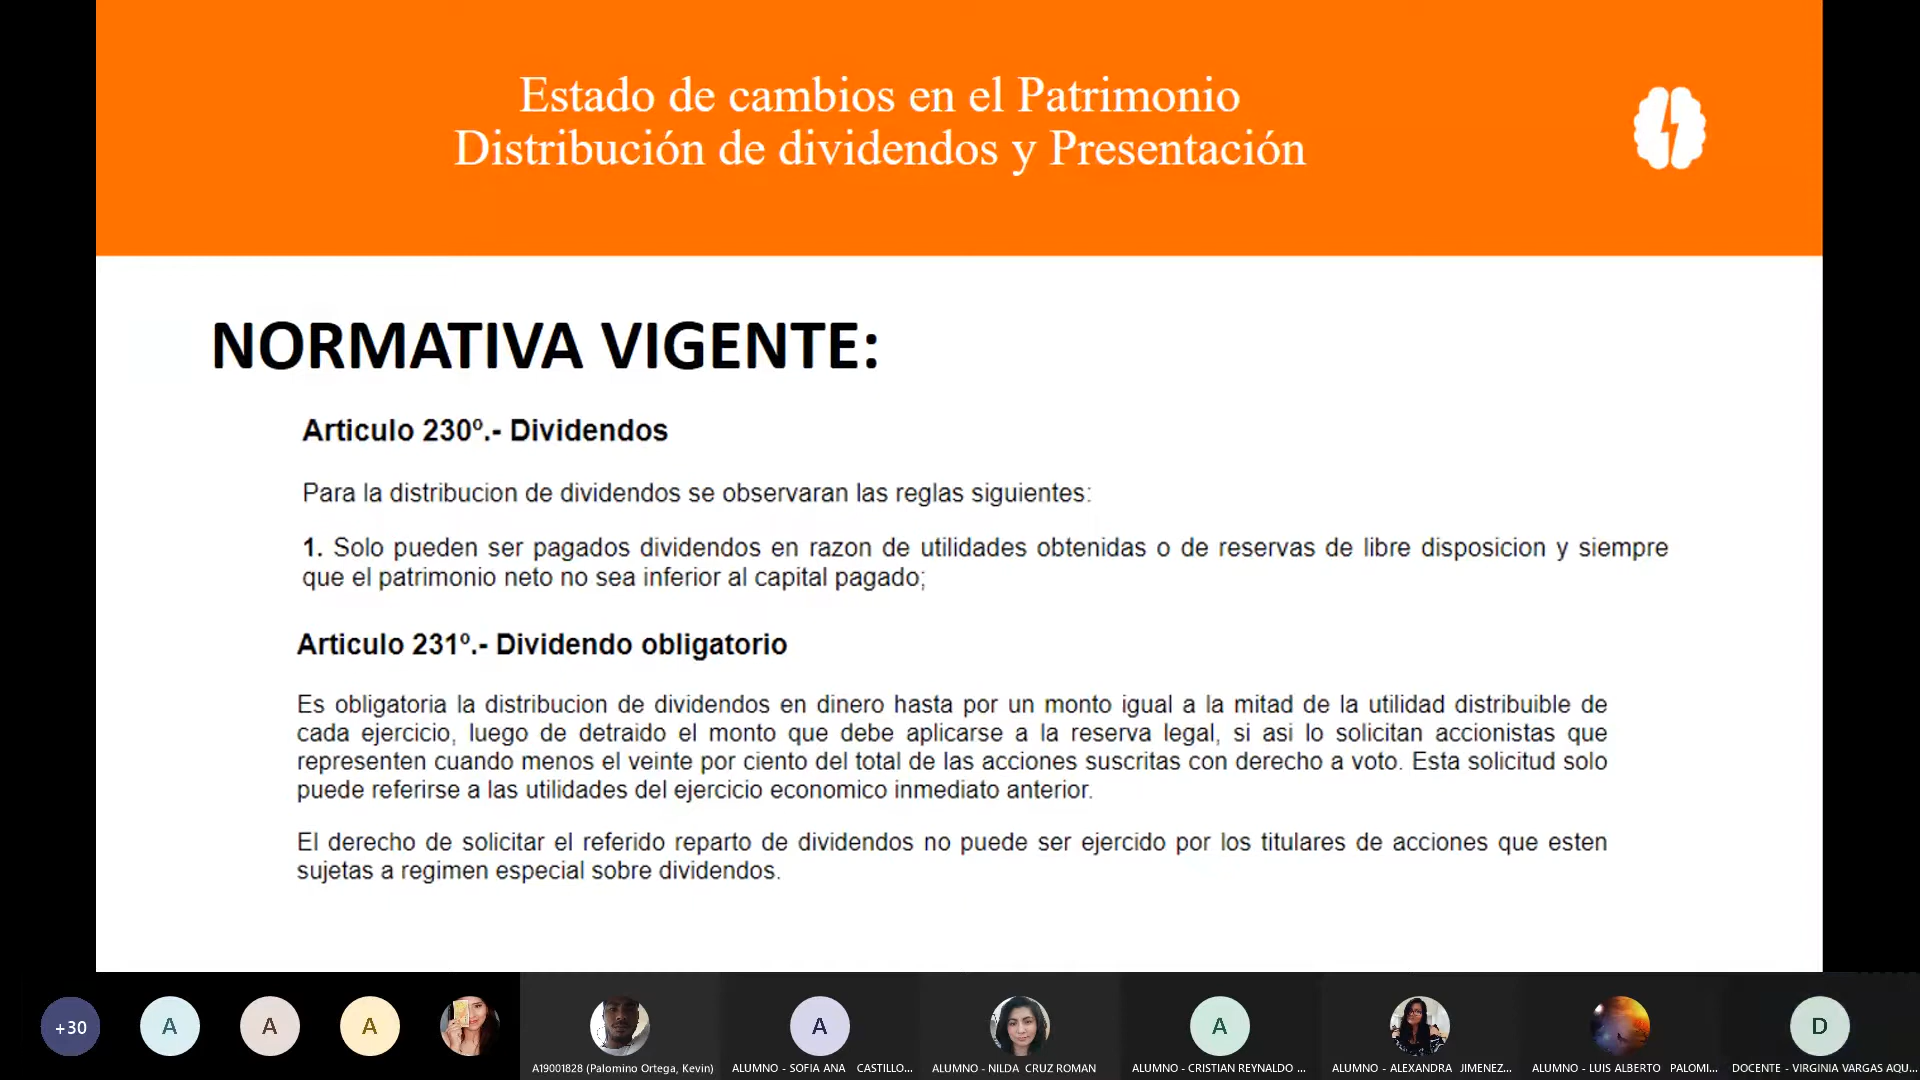 Estado de cambios en el Patrimonio
Distribución de dividendos y Presentación
NORMATIVA VIGENTE:
Articulo 230º.- Dividendos
Para la distribucion de dividendos se observaran las reglas siguientes:
1. Solo pueden ser pagados dividendos en razon de utilidades obtenidas o de reservas de libre disposicion y siempre
que el patrimonio neto no sea inferior al capital pagado;
Articulo 231º.- Dividendo obligatorio
Es obligatoria la distribucion de dividendos en dinero hasta por un monto igual a la mitad de la utilidad distribuible de
cada ejercicio, luego de detraido el monto que debe aplicarse a la reserva legal, si asi lo solicitan accionistas que
representen cuando menos el veinte por ciento del total de las acciones suscritas con derecho a voto. Esta solicitud solo
puede referirse a las utilidades del ejercicio economico inmediato anterior.
El derecho de solicitar el referido reparto de dividendos no puede ser ejercido por los titulares de acciones que esten
sujetas a regimen especial sobre dividendos.
+30
A
A
A
A
A
D
A19001828 (Palomino Ortega, Kevin)
ALUMNO - SOFIA ANA CASTILLO...
ALUMNO - NILDA CRUZ ROMAN
ALUMNO - CRISTIAN REYNALDO ...
ALUMNO - ALEXANDRA JIMENEZ...
ALUMNO - LUIS ALBERTO PALOMI...
DOCENTE - VIRGINIA VARGAS AQU...